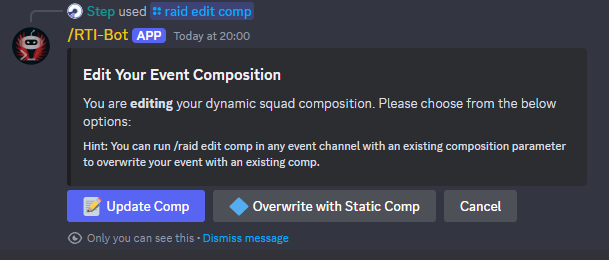 Step used raid edit comp
/RTI-Bot APP Today at 20:00
Edit Your Event Composition
You are editing your dynamic squad composition. Please choose from the below
options:
Hint: You can run /raid edit comp in any event channel with an existing composition parameter
to overwrite your event with an existing comp.
Update Comp Overwrite with Static Comp Cancel
Only you can see this • Dismiss message